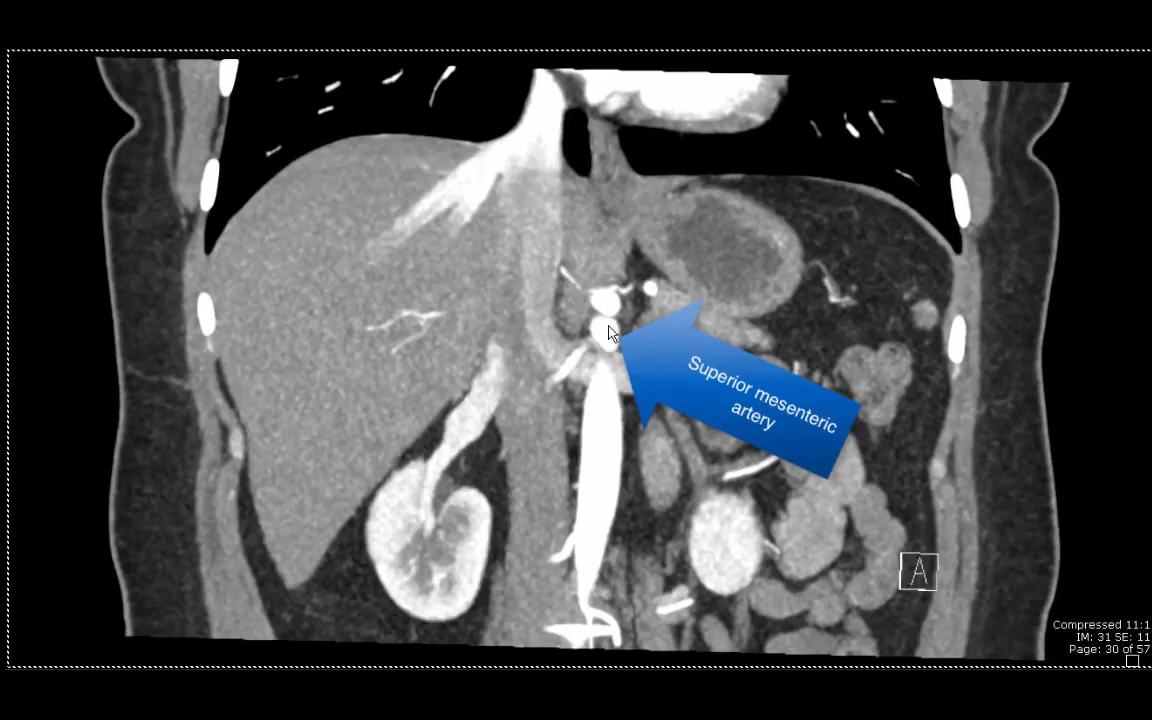 Superior mesenteric
artery
A
Compressed 11:1
IM: 31 SE: 11
Page: 30 of 57